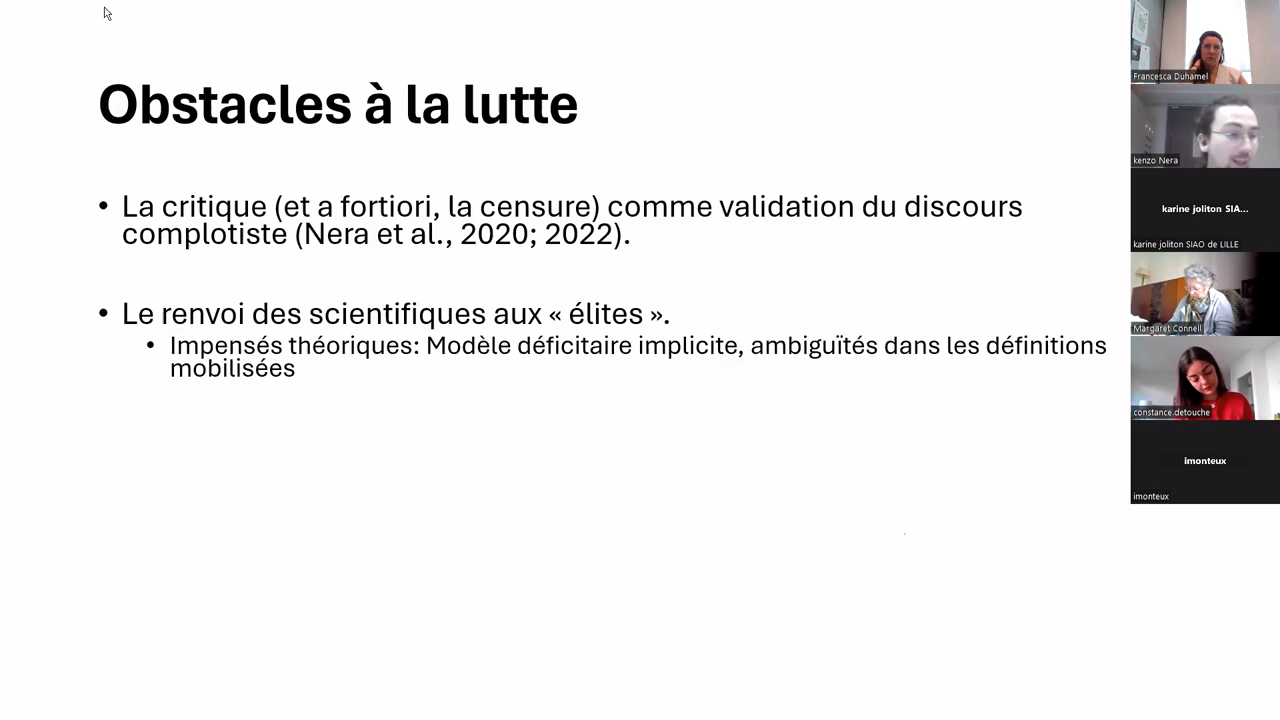 Obstacles à la lutte
• La critique (et a fortiori, la censure) comme validation du discours
complotiste (Nera et al., 2020; 2022).
• Le renvoi des scientifiques aux « élites ».
• Impensés théoriques: Modèle déficitaire implicite, ambiguïtés dans les définitions
mobilisées
Francesca Duhamel
kenzo Nera
karine joliton SIA...
karine joliton SIAO de LILLE
Margaret Connell
constance.detouche
imonteux
imonteux